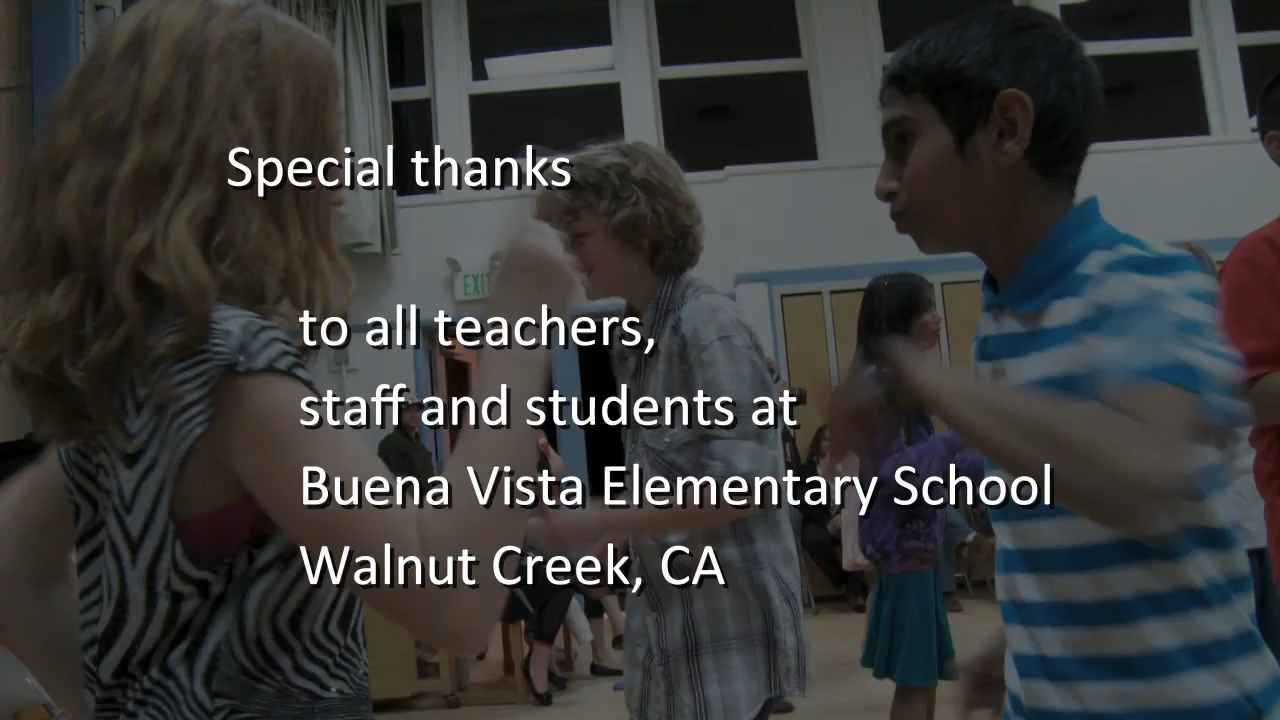 Special thanks
EXIT
to all teachers,
staff and students at
Buena Vista Elementary School
Walnut Creek, CA